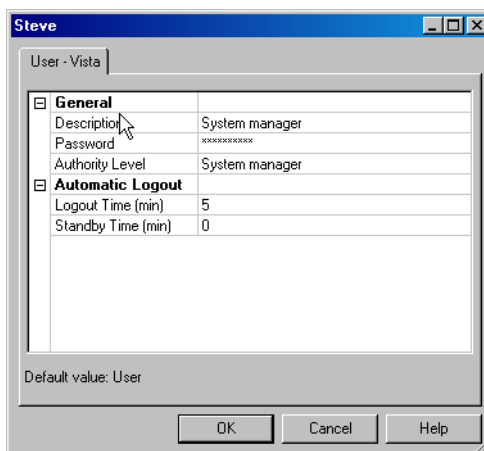 Steve
User - Vista
General
Description System manager
Password xxxxxxxxxx
Authority Level System manager
Automatic Logout
Logout Time (min) 5
Standby Time (min) 0
Default value: User
OK Cancel Help